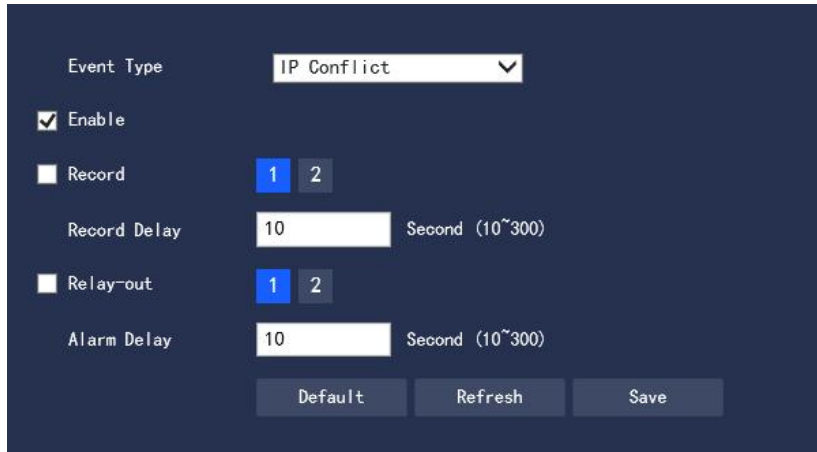 Event Type IP Conflict
Enable
Record 1 2
Record Delay 10 Second (10~300)
Relay-out 1 2
Alarm Delay 10 Second (10~300)
Default Refresh Save